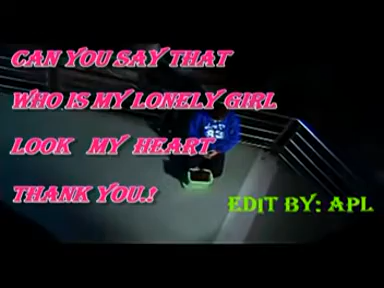 CAN YOU SAY THAT
WHO IS MY LONELY GIRL
LOOK MY HEART
THANK YOU.!
EDIT BY: APL